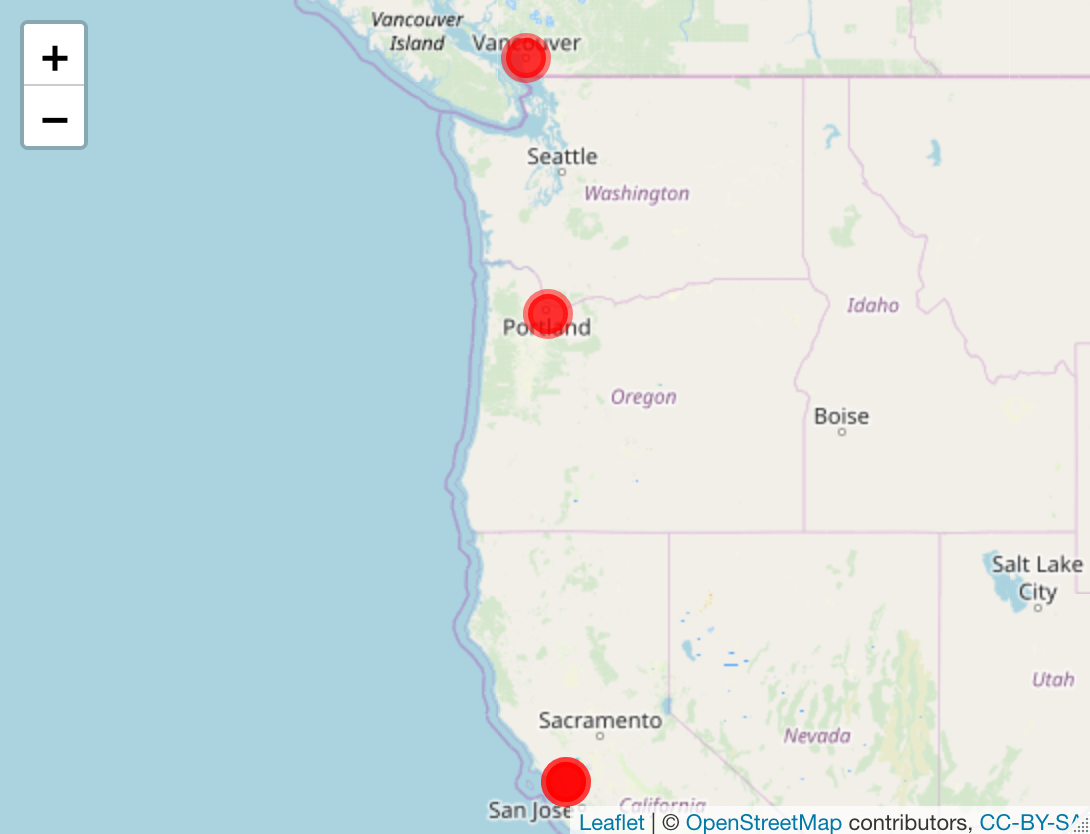 +
−
Vancouver
Island
Vancouver
Seattle
Washington
Portland
Idaho
Oregon
Boise
Salt Lake
City
Utah
Sacramento
Nevada
San Jose
California
Leaflet | © OpenStreetMap contributors, CC-BY-SA